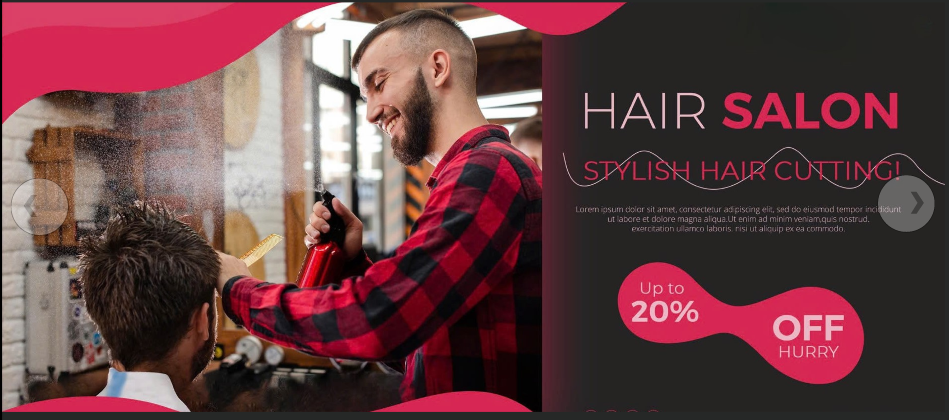 HAIR SALON
STYLISH HAIR CUTTING!
Lorem ipsum dolor sit amet, consectetur adipiscing elit, sed do eiusmod tempor incididunt
ut labore et dolore magna aliqua.Ut enim ad minim veniam,quis nostrud,
exercitation ullamco laboris nisi ut aliquip ex ea commodo.
Up to
20%
OFF
HURRY